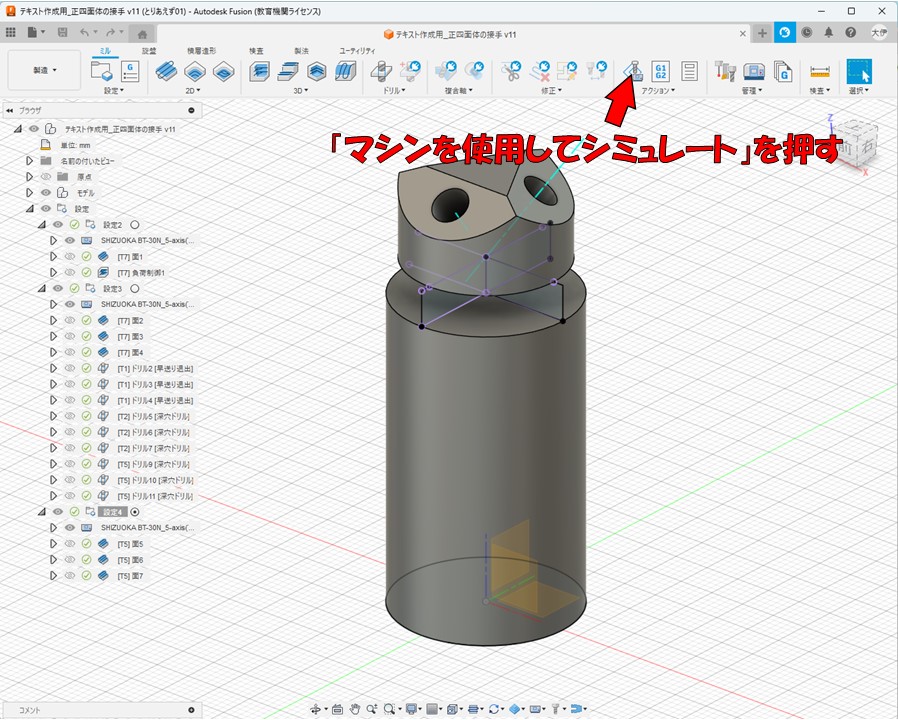 テキスト作成用_正四面体の接手 v11 (とりあえず01) - Autodesk Fusion (教育機関ライセンス)
テキスト作成用_正四面体の接手 v11
大伊
ミル 旋盤 積層造形 検査 製法 ユーティリティ
製造
G1
G2
設定 2D 3D ドリル 複合軸 修正 アクション 管理 検査 選択
「マシンを使用してシミュレート」を押す
ブラウザ
テキスト作成用_正四面体の接手 v11
単位: mm
名前の付いたビュー
原点
モデル
設定
設定2
SHIZUOKA BT-30N_5-axis(...
[T7] 面1
[T7] 負荷制御1
設定3
SHIZUOKA BT-30N_5-axis(...
[T7] 面2
[T7] 面3
[T7] 面4
[T1] ドリル2 [早送り退出]
[T1] ドリル3 [早送り退出]
[T1] ドリル4 [早送り退出]
[T2] ドリル5 [深穴ドリル]
[T2] ドリル6 [深穴ドリル]
[T2] ドリル7 [深穴ドリル]
[T5] ドリル9 [深穴ドリル]
[T5] ドリル10 [深穴ドリル]
[T5] ドリル11 [深穴ドリル]
設定4
SHIZUOKA BT-30N_5-axis(...
[T5] 面5
[T5] 面6
[T5] 面7
Z
X
コメント